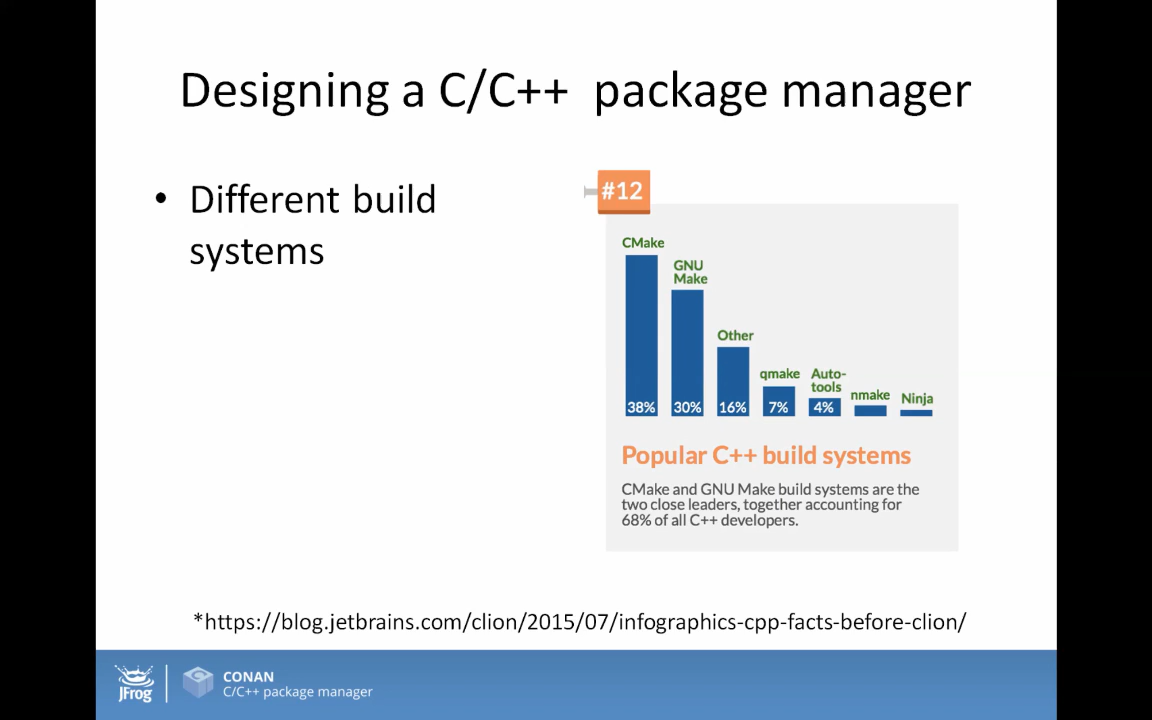 Designing a C/C++ package manager
• Different build
systems
#12
CMake
GNU
Make
Other
qmake
Auto-
tools
nmake
Ninja
38%
30%
16%
7%
4%
Popular C++ build systems
CMake and GNU Make build systems are the
two close leaders, together accounting for
68% of all C++ developers.
*https://blog.jetbrains.com/clion/2015/07/infographics-cpp-facts-before-clion/
JFrog
CONAN
C/C++ package manager